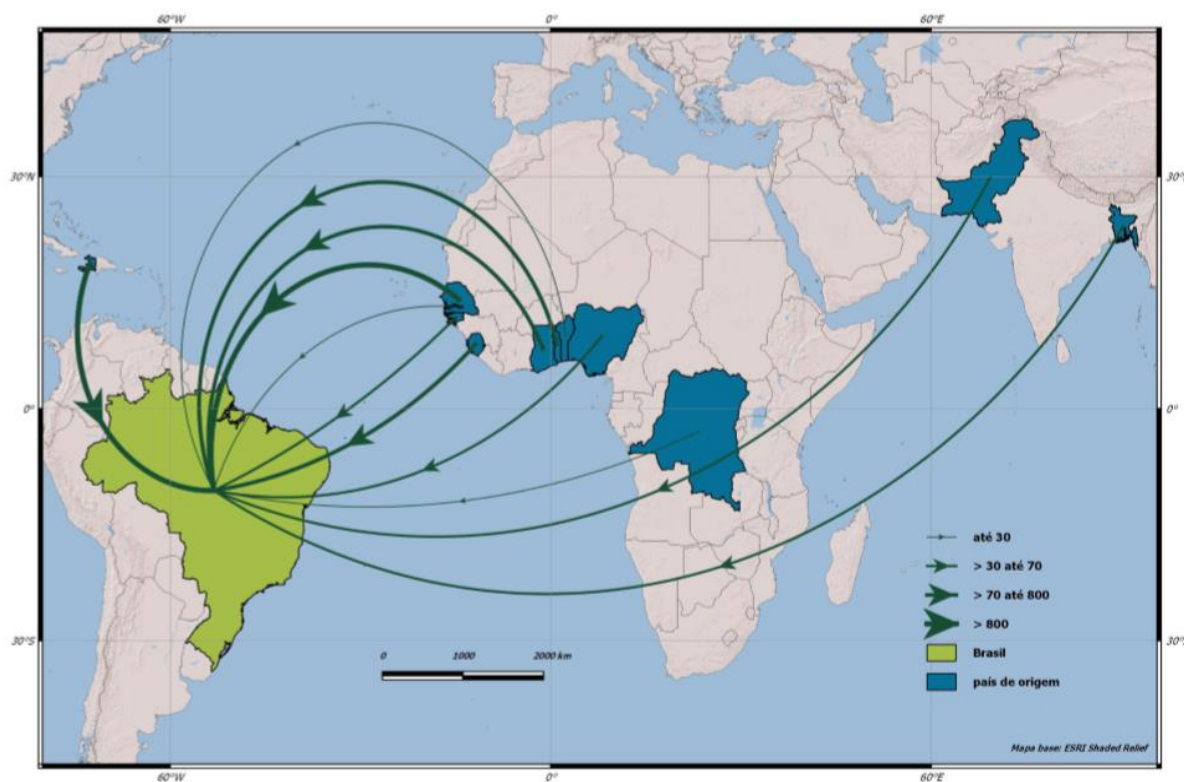 60°W 0° 60°E
30°N 30°N
0° 0°
até 30
> 30 até 70
> 70 até 800
> 800
Brasil
país de origem
30°S 30°S
0 1000 2000 km
Mapa base: ESRI Shaded Relief
60°W 0° 60°E